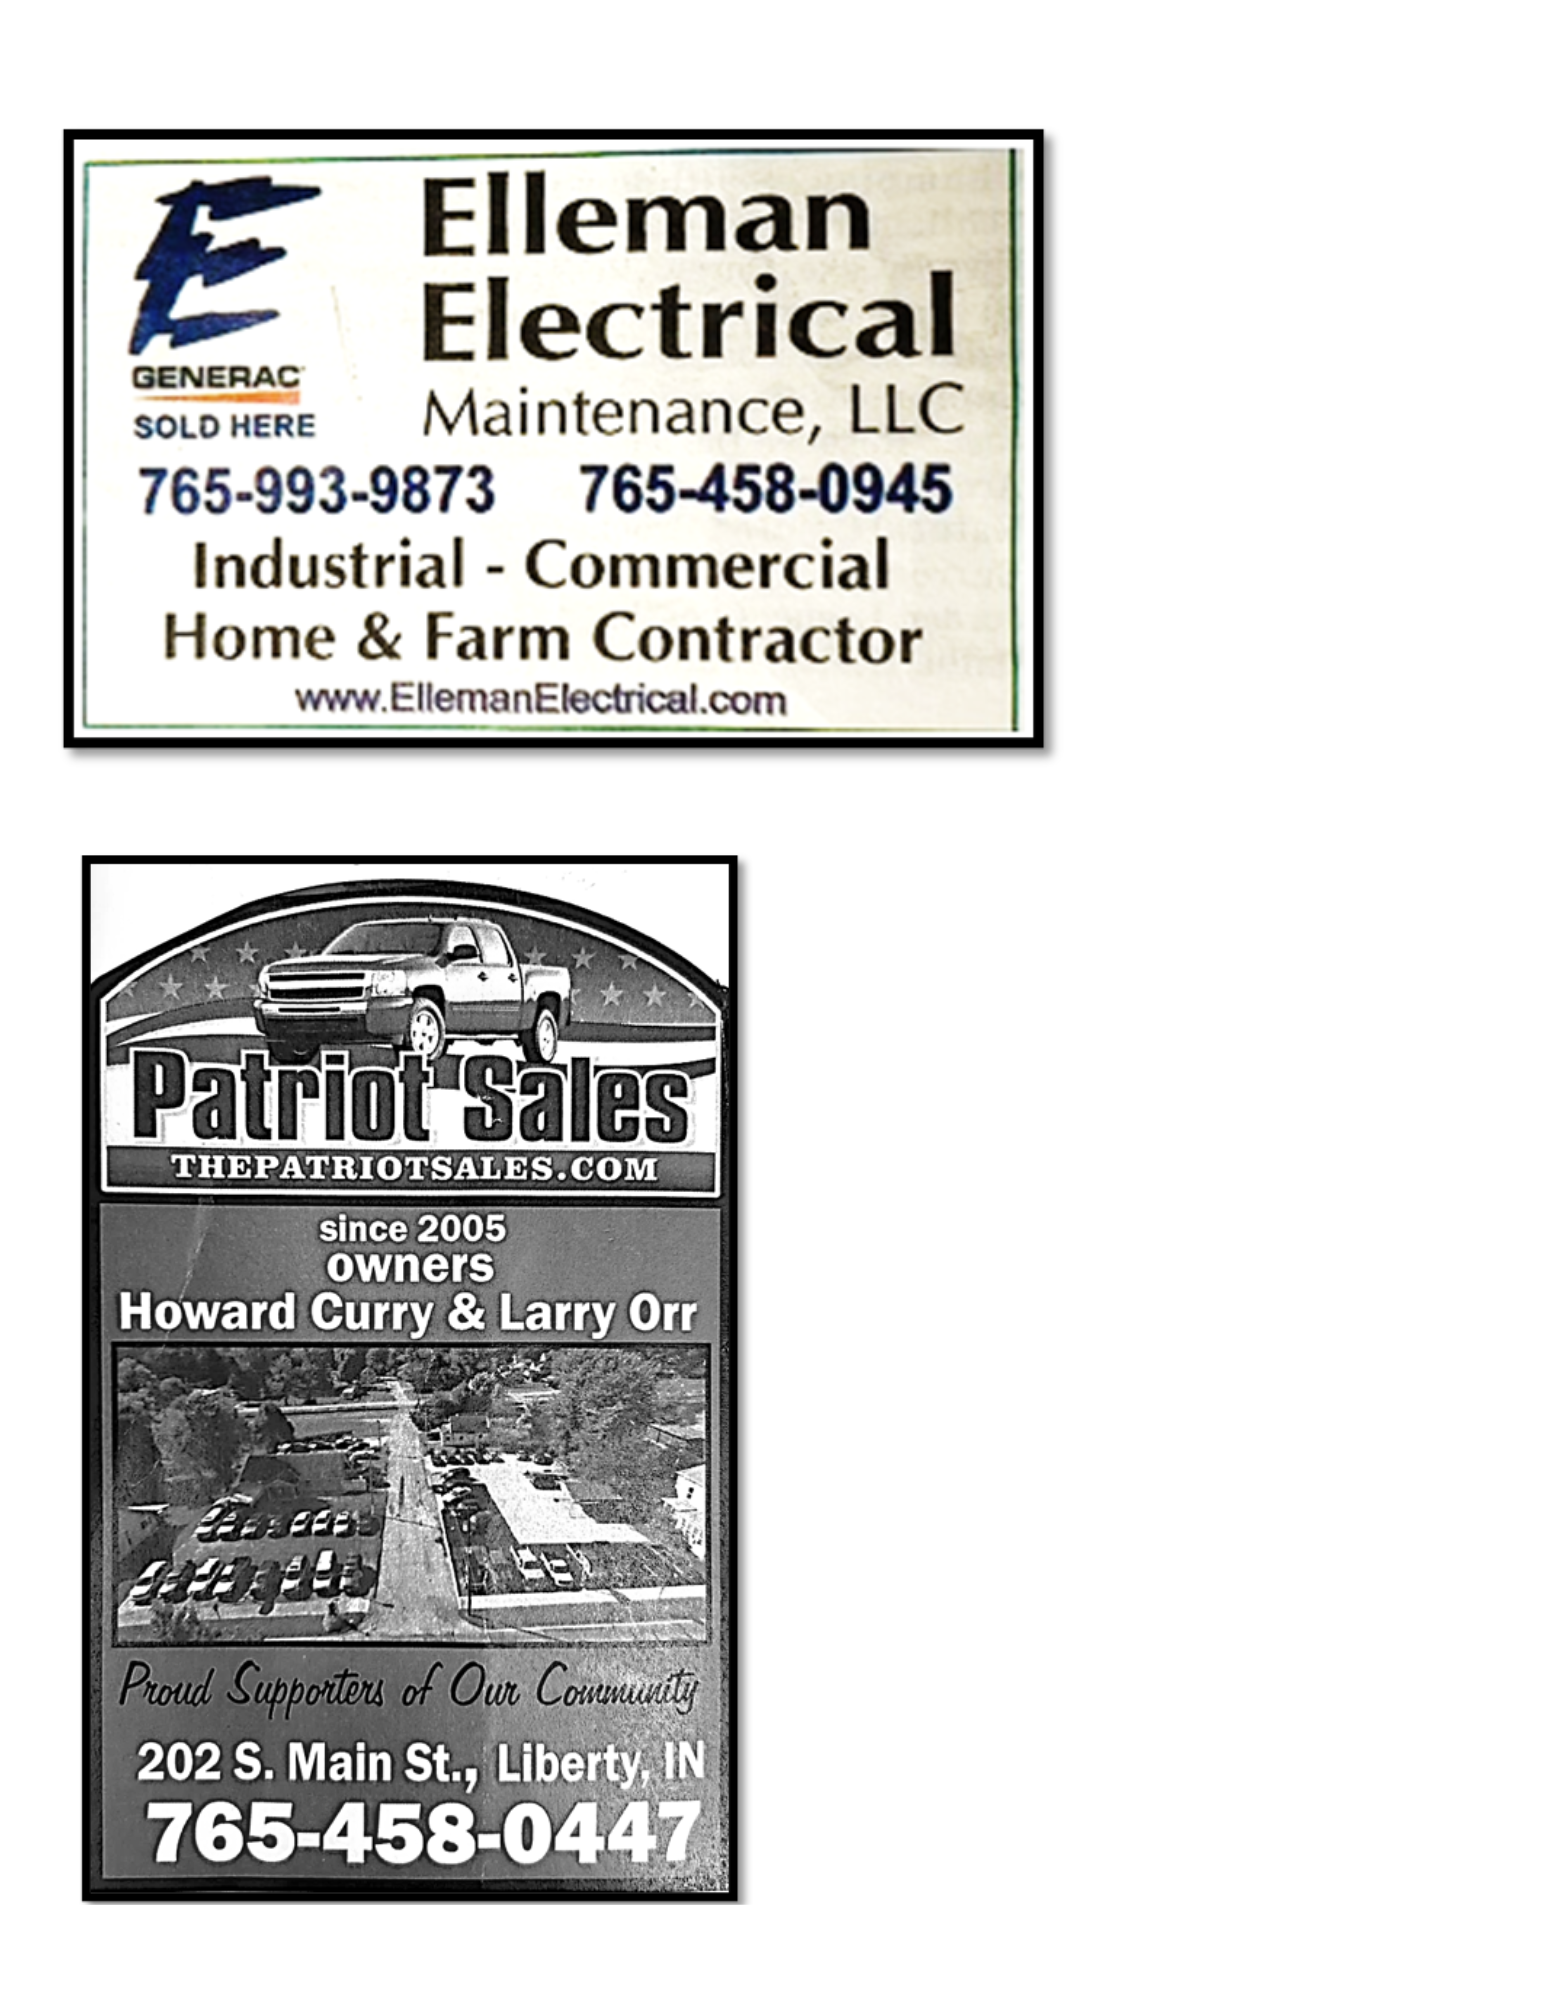 Elleman
Electrical
Maintenance, LLC
GENERAC
SOLD HERE
765-993-9873 765-458-0945
Industrial - Commercial
Home & Farm Contractor
www.EllemanElectrical.com
Patriot Sales
THEPATRIOTSALES.COM
since 2005
owners
Howard Curry & Larry Orr
Proud Supporters of Our Community
202 S. Main St., Liberty, IN
765-458-0447